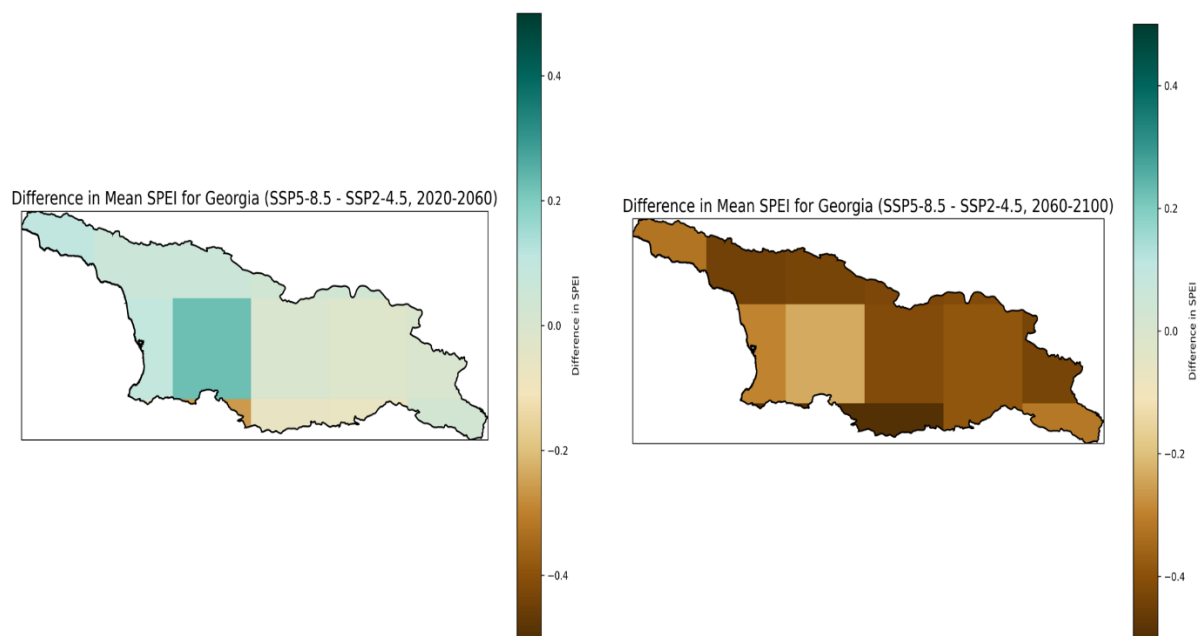 Difference in Mean SPEI for Georgia (SSP5-8.5 - SSP2-4.5, 2020-2060)
0.4
0.2
0.0
−0.2
−0.4
Difference in SPEI
Difference in Mean SPEI for Georgia (SSP5-8.5 - SSP2-4.5, 2060-2100)
0.4
0.2
0.0
−0.2
−0.4
Difference in SPEI